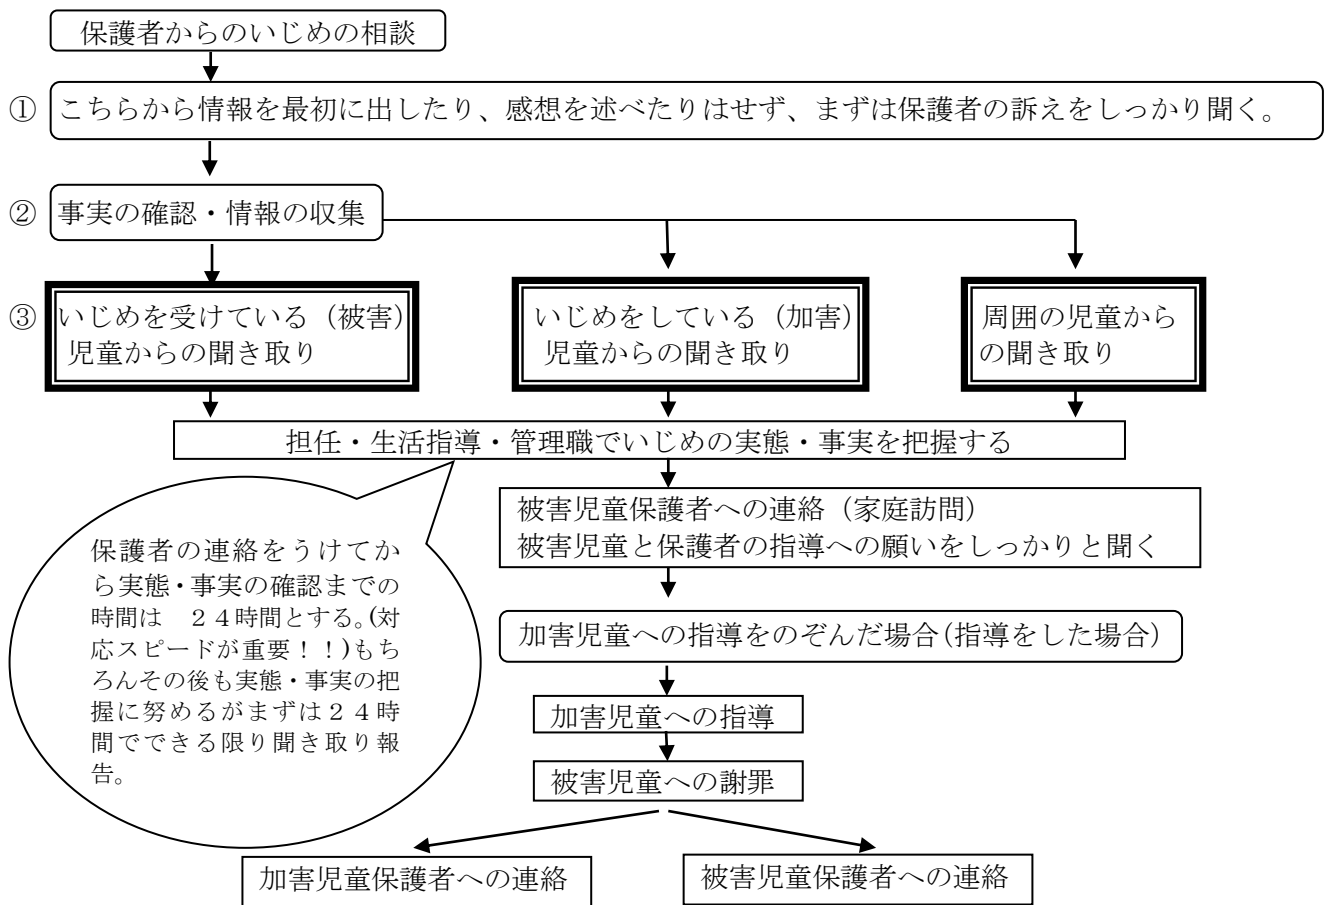 保護者からのいじめの相談
① こちらから情報を最初に出したり、感想を述べたりはせず、まずは保護者の訴えをしっかり聞く。
② 事実の確認・情報の収集
③ いじめを受けている（被害）
児童からの聞き取り
いじめをしている（加害）
児童からの聞き取り
周囲の児童から
の聞き取り
担任・生活指導・管理職でいじめの実態・事実を把握する
被害児童保護者への連絡（家庭訪問）
被害児童と保護者の指導への願いをしっかりと聞く
保護者の連絡をうけてか
ら実態・事実の確認までの
時間は　２４時間とする。(対
応スピードが重要！！)もち
ろんその後も実態・事実の把
握に努めるがまずは２４時
間でできる限り聞き取り報
告。
加害児童への指導をのぞんだ場合(指導をした場合)
加害児童への指導
被害児童への謝罪
加害児童保護者への連絡
被害児童保護者への連絡